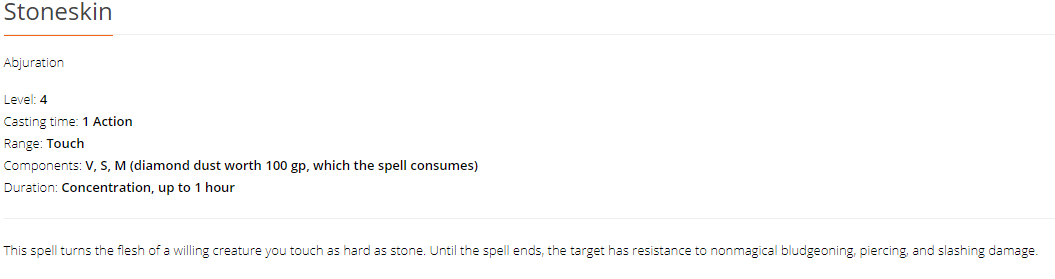 Stoneskin
Abjuration
Level: 4
Casting time: 1 Action
Range: Touch
Components: V, S, M (diamond dust worth 100 gp, which the spell consumes)
Duration: Concentration, up to 1 hour
This spell turns the flesh of a willing creature you touch as hard as stone. Until the spell ends, the target has resistance to nonmagical bludgeoning, piercing, and slashing damage.